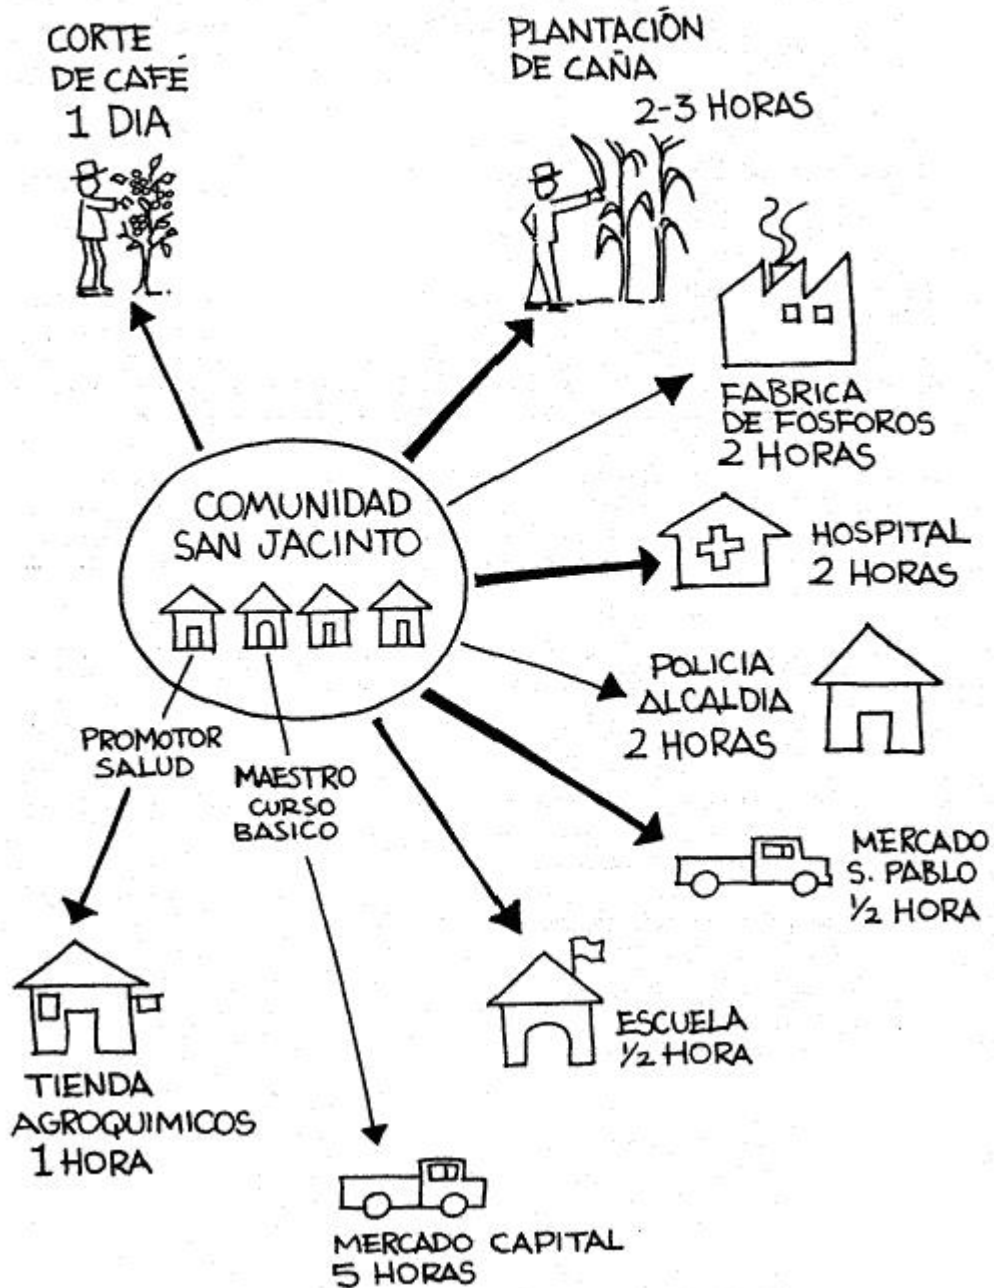 CORTE
DE CAFÉ
1 DIA
PLANTACIÓN
DE CAÑA
2-3 HORAS
FABRICA
DE FOSFOROS
2 HORAS
COMUNIDAD
SAN JACINTO
HOSPITAL
2 HORAS
POLICIA
ALCALDIA
2 HORAS
PROMOTOR
SALUD
MAESTRO
CURSO
BASICO
MERCADO
S. PABLO
1/2 HORA
ESCUELA
1/2 HORA
TIENDA
AGROQUIMICOS
1 HORA
MERCADO CAPITAL
5 HORAS